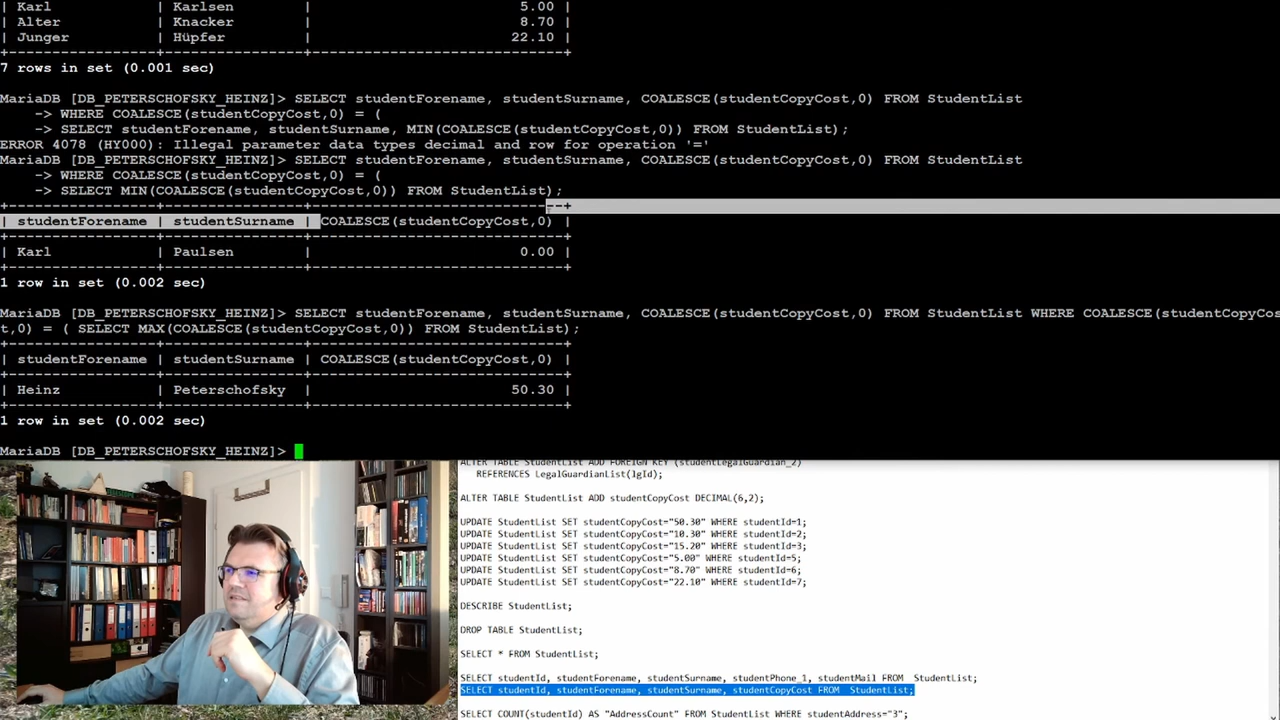 | Karl           | Karlsen        |                        5.00 |
| Alter          | Knacker        |                        8.70 |
| Junger         | Hüpfer         |                       22.10 |
+----------------+----------------+-----------------------------+
7 rows in set (0.001 sec)
MariaDB [DB_PETERSCHOFSKY_HEINZ]> SELECT studentForename, studentSurname, COALESCE(studentCopyCost,0) FROM StudentList
    -> WHERE COALESCE(studentCopyCost,0) = (
    -> SELECT studentForename, studentSurname, MIN(COALESCE(studentCopyCost,0)) FROM StudentList);
ERROR 4078 (HY000): Illegal parameter data types decimal and row for operation '='
MariaDB [DB_PETERSCHOFSKY_HEINZ]> SELECT studentForename, studentSurname, COALESCE(studentCopyCost,0) FROM StudentList
    -> WHERE COALESCE(studentCopyCost,0) = (
    -> SELECT MIN(COALESCE(studentCopyCost,0)) FROM StudentList);
+-----------------+----------------+-----------------------------+
| studentForename | studentSurname | COALESCE(studentCopyCost,0) |
+-----------------+----------------+-----------------------------+
| Karl            | Paulsen        |                        0.00 |
+-----------------+----------------+-----------------------------+
1 row in set (0.002 sec)
MariaDB [DB_PETERSCHOFSKY_HEINZ]> SELECT studentForename, studentSurname, COALESCE(studentCopyCost,0) FROM StudentList WHERE COALESCE(studentCopyCos
t,0) = ( SELECT MAX(COALESCE(studentCopyCost,0)) FROM StudentList);
+-----------------+----------------+-----------------------------+
| studentForename | studentSurname | COALESCE(studentCopyCost,0) |
+-----------------+----------------+-----------------------------+
| Heinz           | Peterschofsky  |                       50.30 |
+-----------------+----------------+-----------------------------+
1 row in set (0.002 sec)
MariaDB [DB_PETERSCHOFSKY_HEINZ]>
ALTER TABLE StudentList ADD FOREIGN KEY (studentLegalGuardian_2)
REFERENCES LegalGuardianList(lgId);
ALTER TABLE StudentList ADD studentCopyCost DECIMAL(6,2);
UPDATE StudentList SET studentCopyCost="50.30" WHERE studentId=1;
UPDATE StudentList SET studentCopyCost="10.30" WHERE studentId=2;
UPDATE StudentList SET studentCopyCost="15.20" WHERE studentId=3;
UPDATE StudentList SET studentCopyCost="5.00" WHERE studentId=5;
UPDATE StudentList SET studentCopyCost="8.70" WHERE studentId=6;
UPDATE StudentList SET studentCopyCost="22.10" WHERE studentId=7;
DESCRIBE StudentList;
DROP TABLE StudentList;
SELECT * FROM StudentList;
SELECT studentId, studentForename, studentSurname, studentPhone_1, studentMail FROM  StudentList;
SELECT studentId, studentForename, studentSurname, studentCopyCost FROM  StudentList;
SELECT COUNT(studentId) AS "AddressCount" FROM StudentList WHERE studentAddress="3";